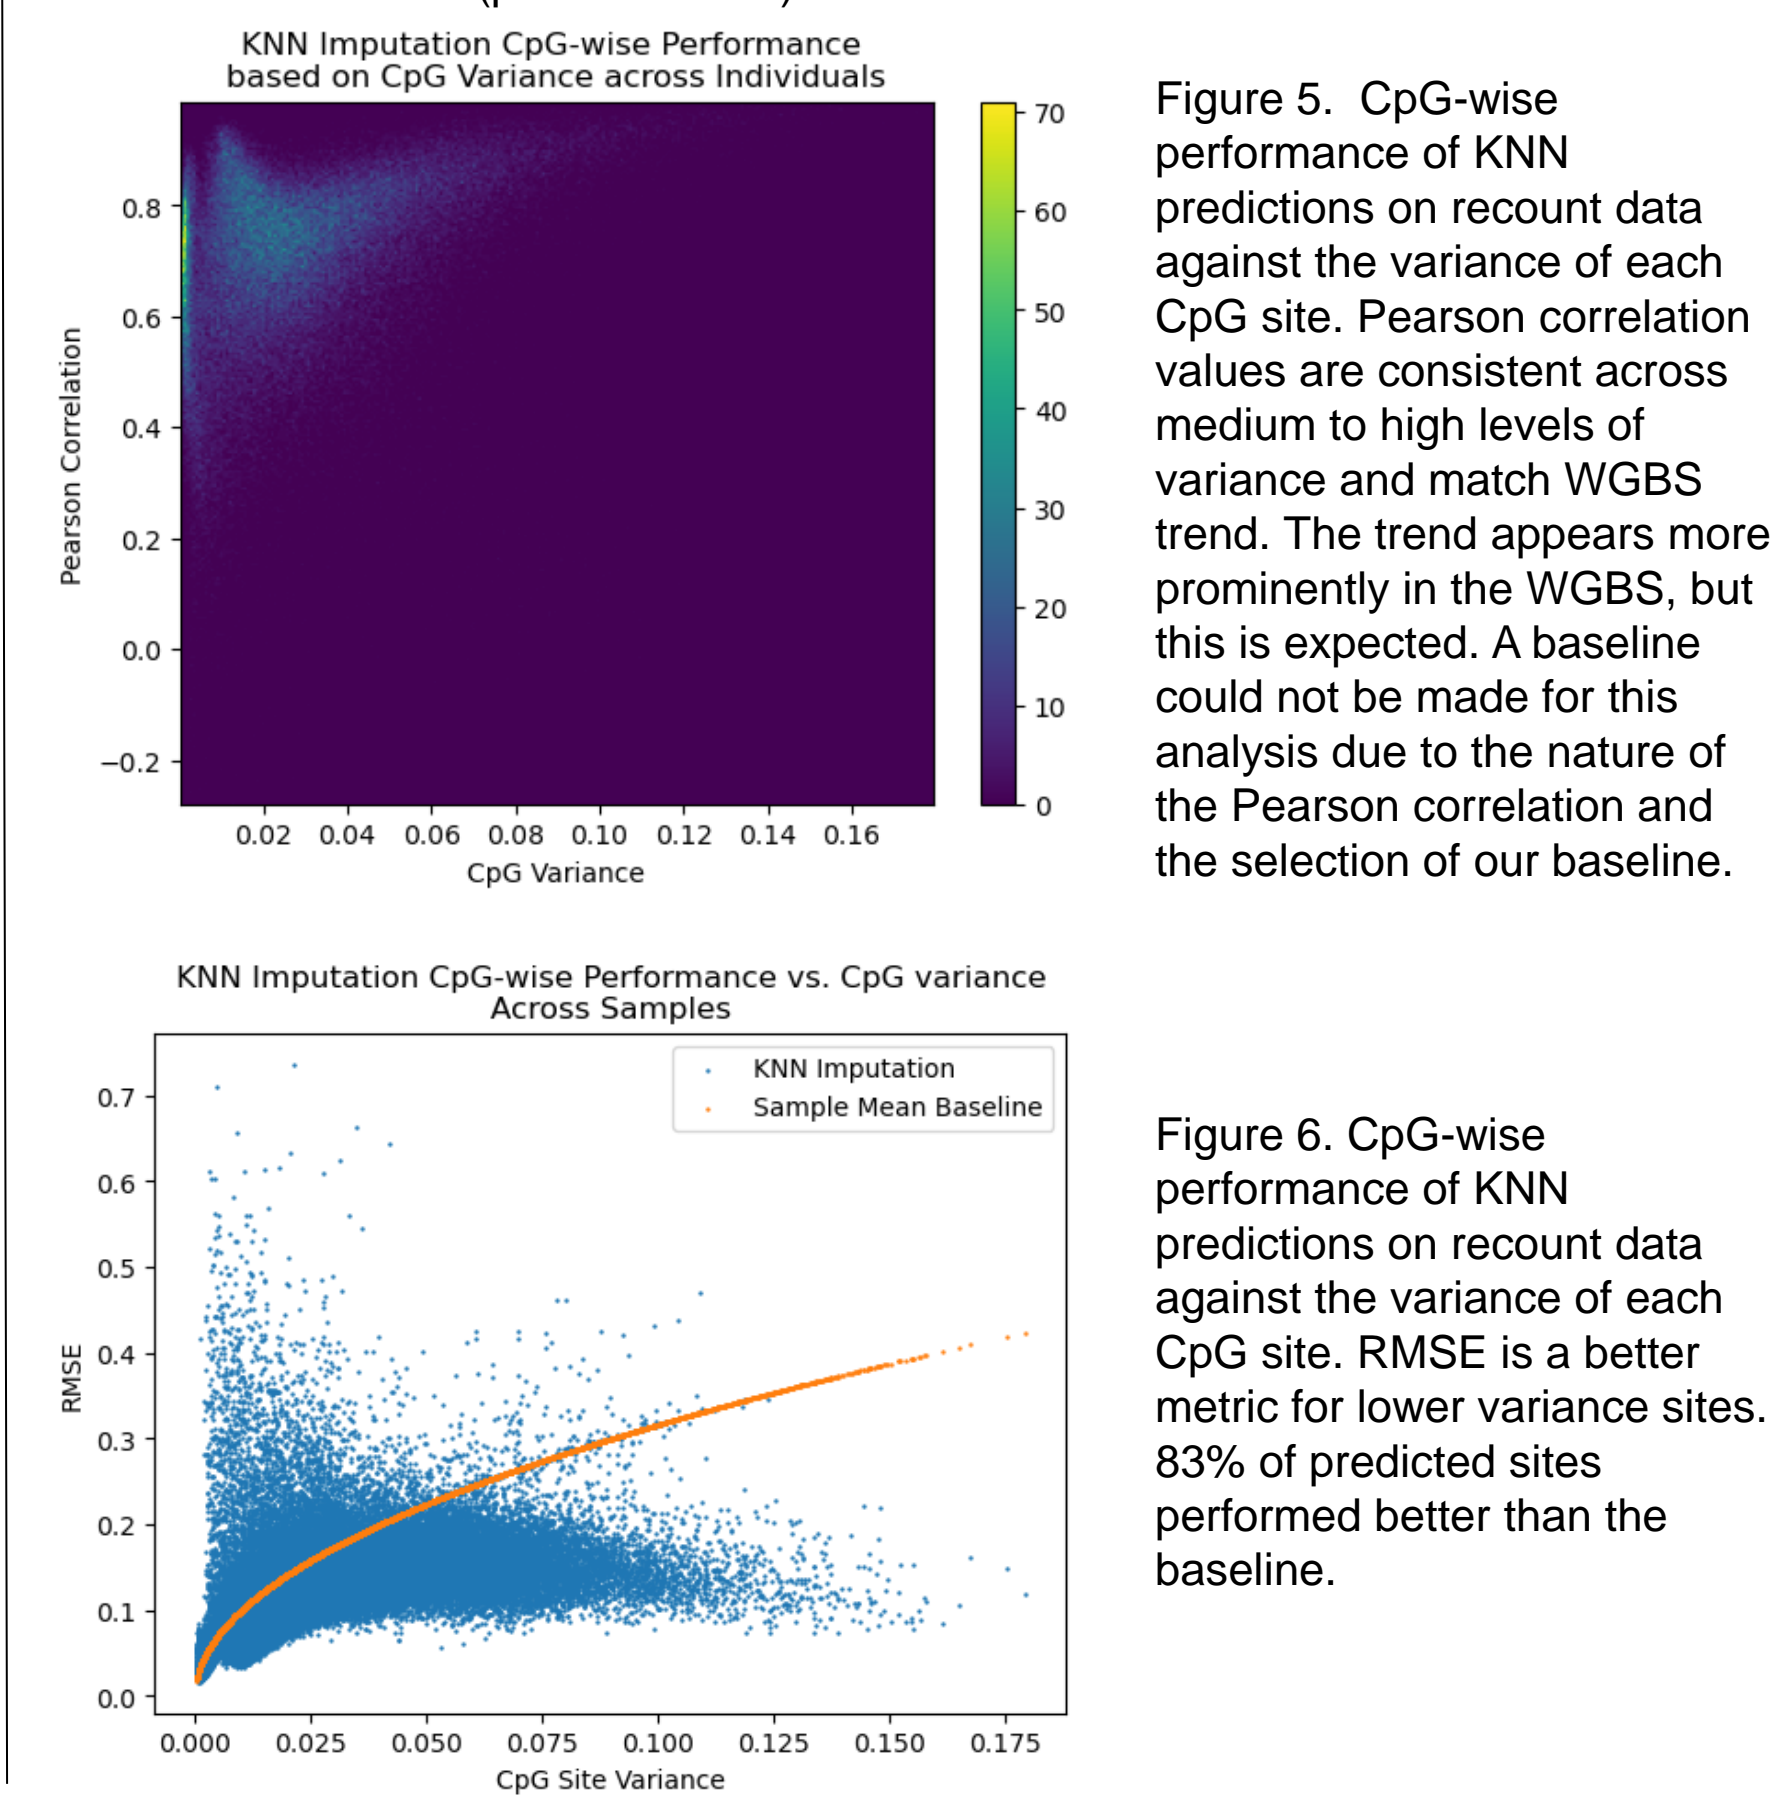 KNN Imputation CpG-wise Performance
based on CpG Variance across Individuals
Pearson Correlation
0.8
0.6
0.4
0.2
0.0
−0.2
0.02 0.04 0.06 0.08 0.10 0.12 0.14 0.16
CpG Variance
70
60
50
40
30
20
10
0
Figure 5. CpG-wise
performance of KNN
predictions on recount data
against the variance of each
CpG site. Pearson correlation
values are consistent across
medium to high levels of
variance and match WGBS
trend. The trend appears more
prominently in the WGBS, but
this is expected. A baseline
could not be made for this
analysis due to the nature of
the Pearson correlation and
the selection of our baseline.
KNN Imputation CpG-wise Performance vs. CpG variance
Across Samples
KNN Imputation
Sample Mean Baseline
RMSE
0.7
0.6
0.5
0.4
0.3
0.2
0.1
0.0
0.000 0.025 0.050 0.075 0.100 0.125 0.150 0.175
CpG Site Variance
Figure 6. CpG-wise
performance of KNN
predictions on recount data
against the variance of each
CpG site. RMSE is a better
metric for lower variance sites.
83% of predicted sites
performed better than the
baseline.